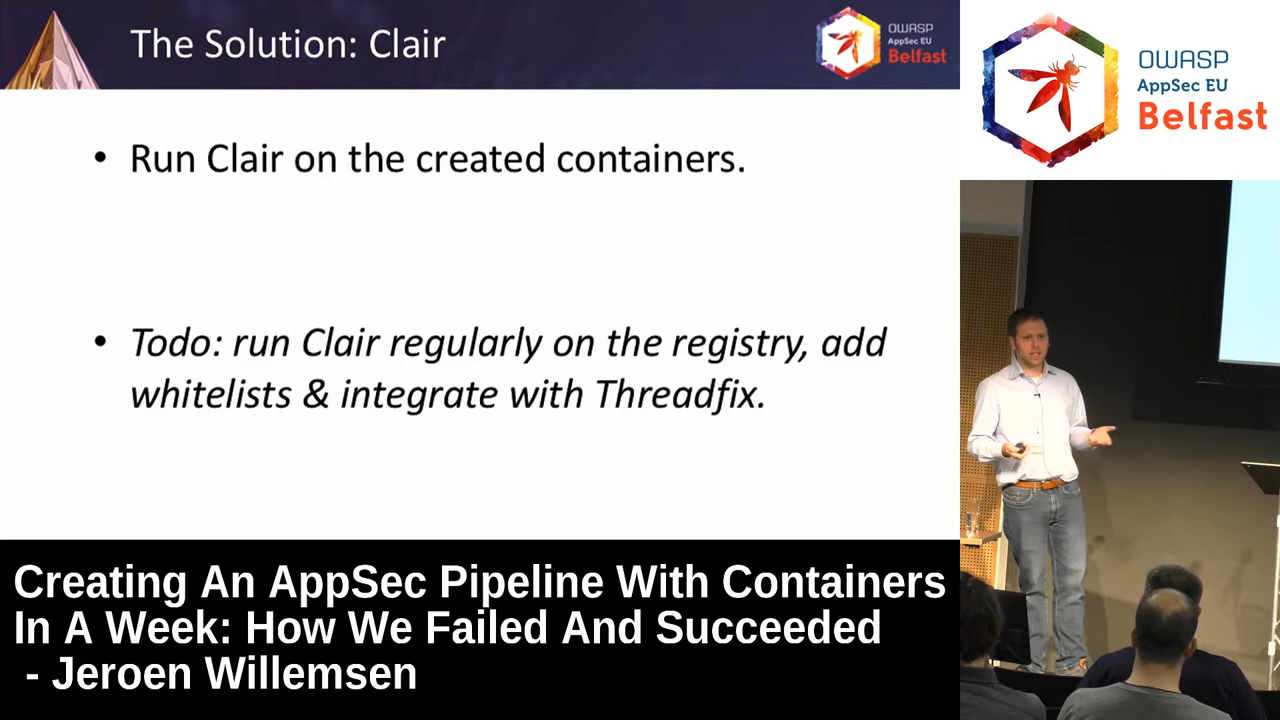 The Solution: Clair
OWASP
AppSec EU
Belfast
OWASP
AppSec EU
Belfast
• Run Clair on the created containers.
• Todo: run Clair regularly on the registry, add
whitelists & integrate with Threadfix.
Creating An AppSec Pipeline With Containers
In A Week: How We Failed And Succeeded
- Jeroen Willemsen